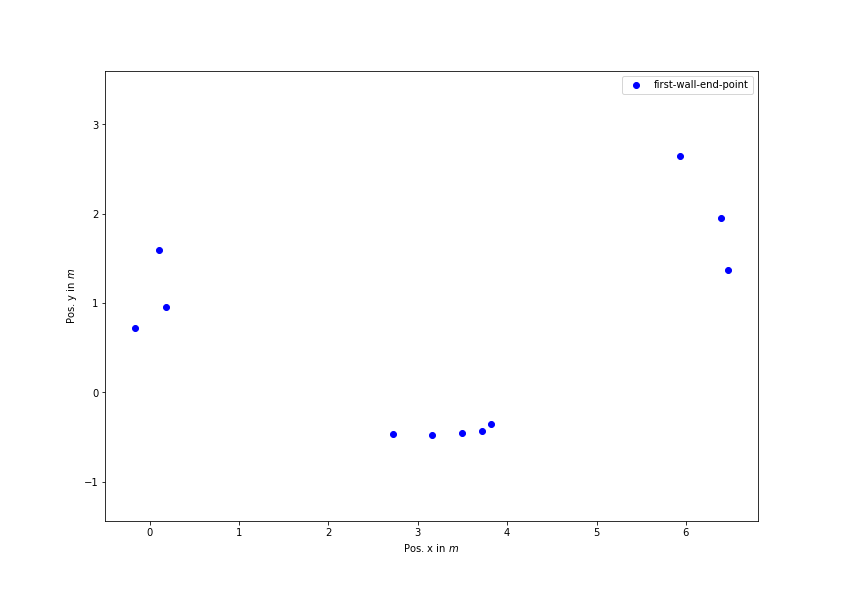 first-wall-end-point
3
2
1
0
−1
Pos. y in m
0 1 2 3 4 5 6
Pos. x in m